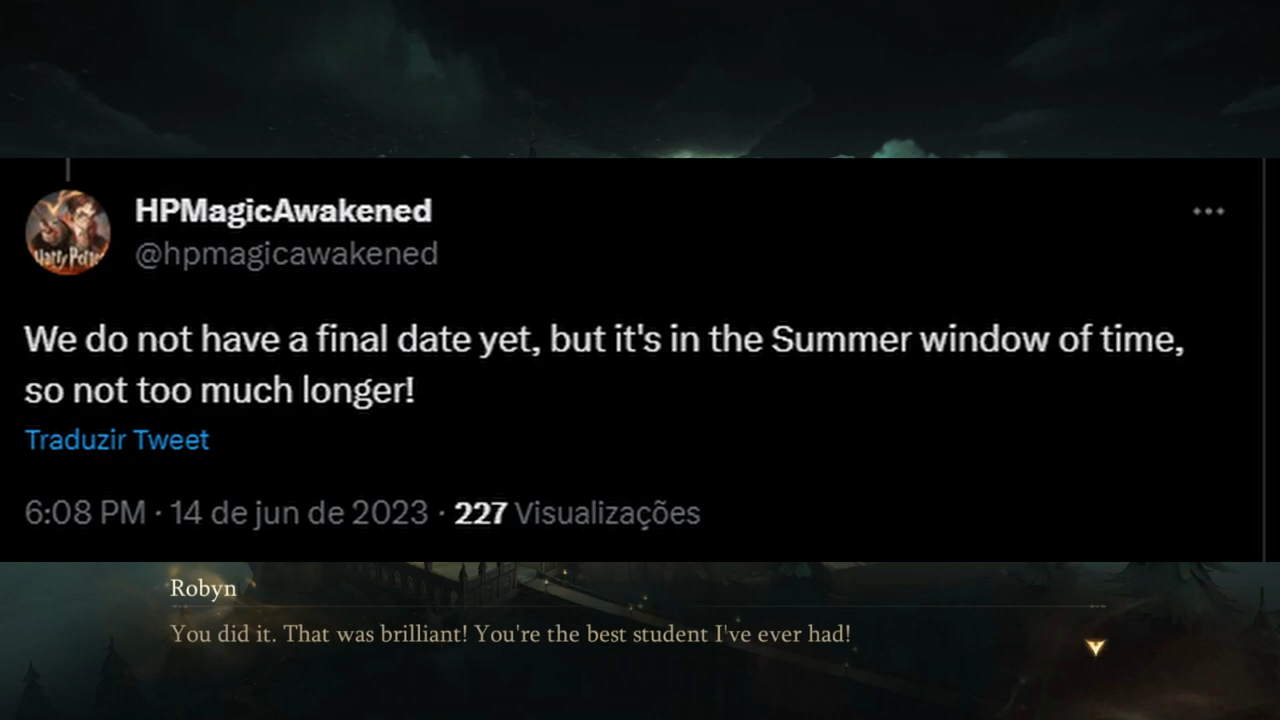 HPMagicAwakened
@hpmagicawakened
We do not have a final date yet, but it's in the Summer window of time,
so not too much longer!
Traduzir Tweet
6:08 PM · 14 de jun de 2023 · 227 Visualizações
Robyn
You did it. That was brilliant! You're the best student I've ever had!